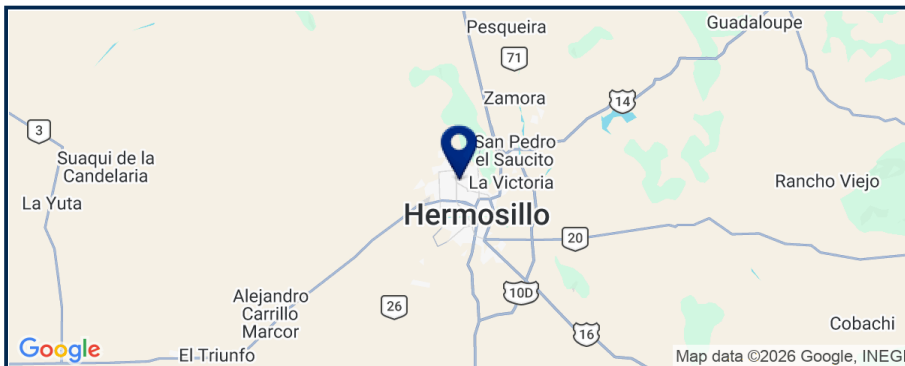 Pesqueira
Guadaloupe
71
Zamora
14
3
San Pedro
el Saucito
Suaqui de la
Candelaria
La Victoria
Rancho Viejo
La Yuta
Hermosillo
20
Alejandro
Carrillo
Marcor
26
10D
16
Cobachi
El Triunfo
Google
Map data ©2026 Google, INEGI